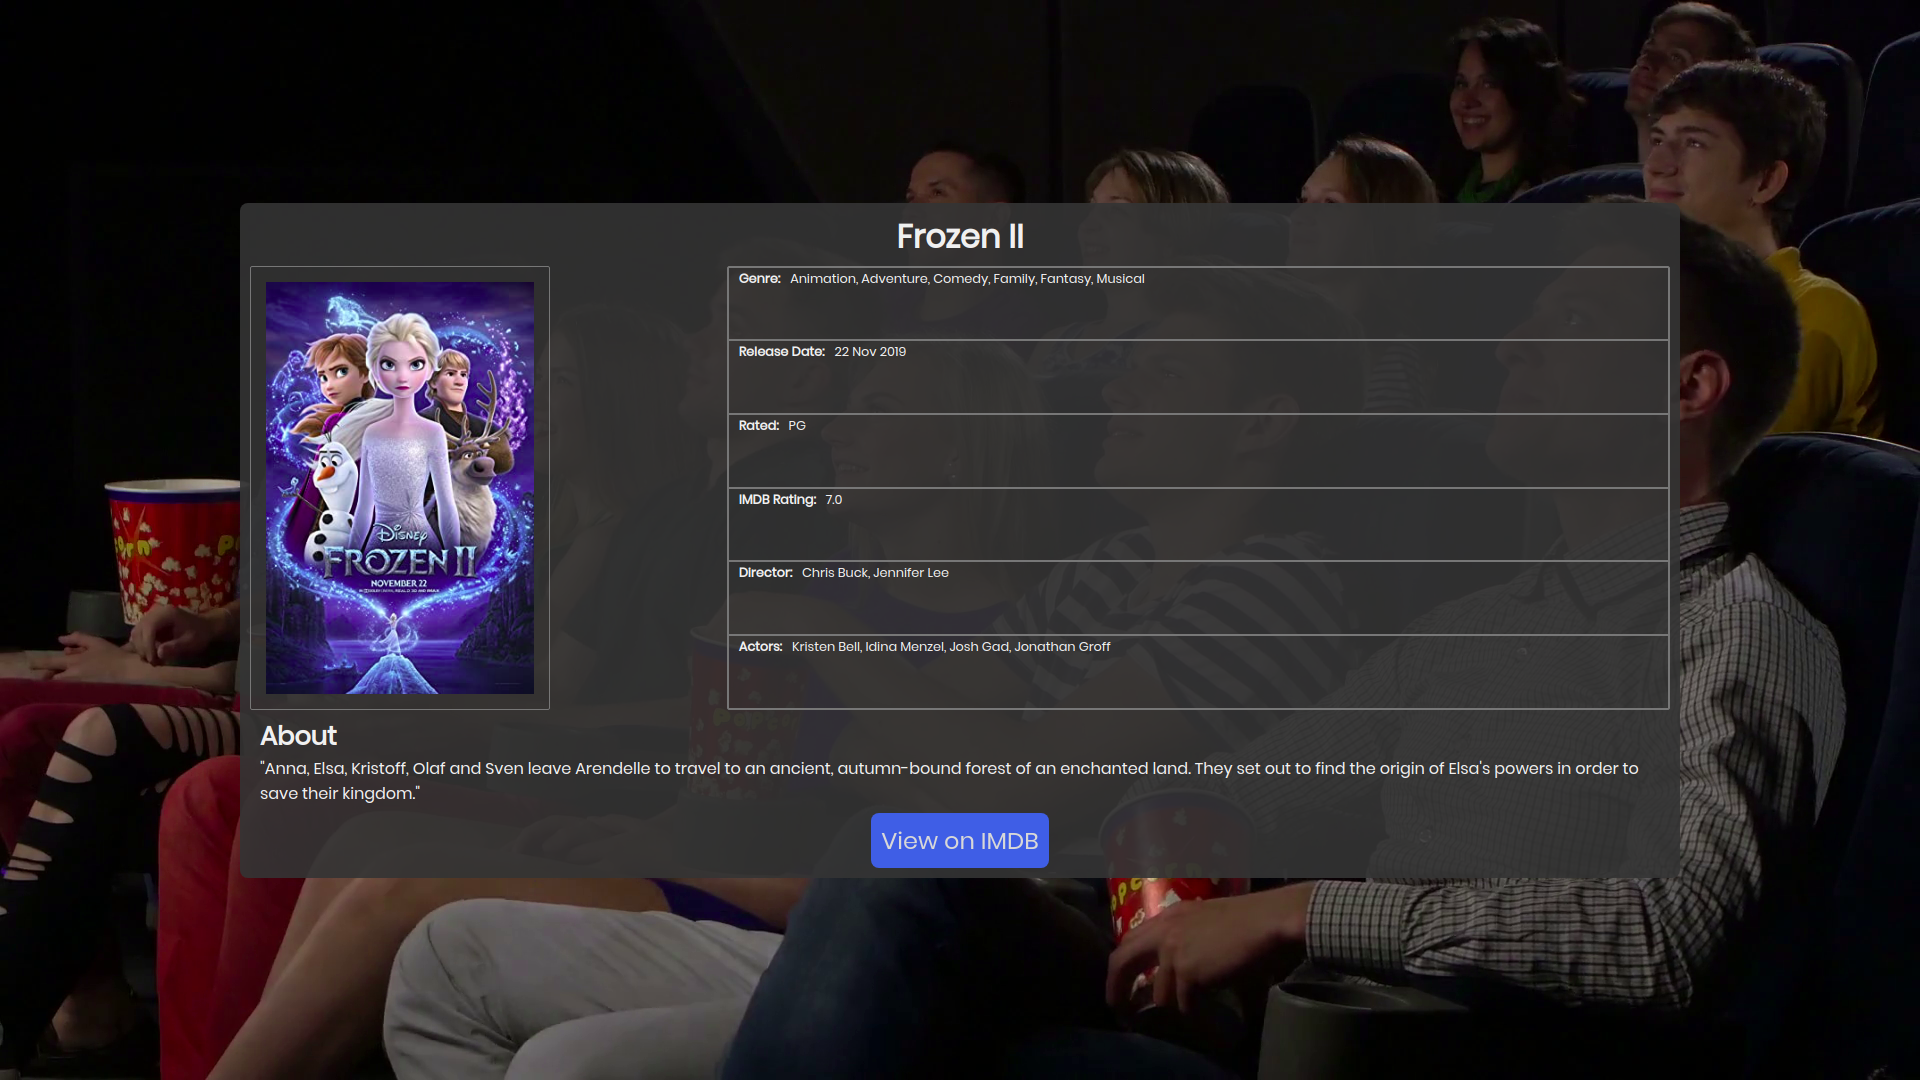 Frozen II
Genre: Animation, Adventure, Comedy, Family, Fantasy, Musical
Release Date: 22 Nov 2019
Rated: PG
IMDB Rating: 7.0
Director: Chris Buck, Jennifer Lee
Actors: Kristen Bell, Idina Menzel, Josh Gad, Jonathan Groff
Disney
FROZEN II
NOVEMBER 22
About
"Anna, Elsa, Kristoff, Olaf and Sven leave Arendelle to travel to an ancient, autumn-bound forest of an enchanted land. They set out to find the origin of Elsa's powers in order to
save their kingdom."
View on IMDB